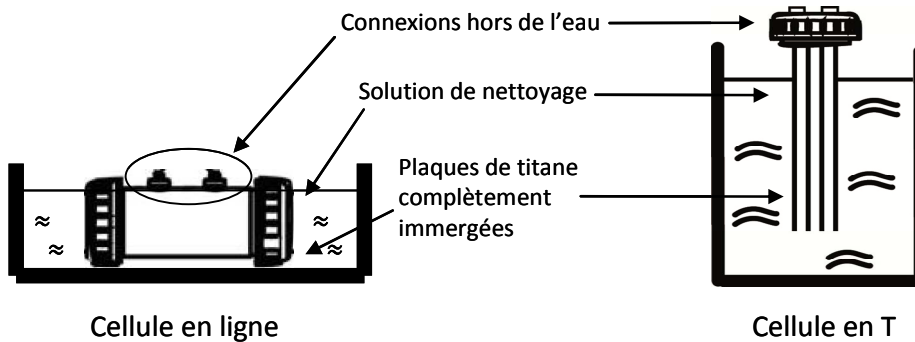 Connexions hors de l’eau
Solution de nettoyage
Plaques de titane
complètement
immergées
Cellule en ligne
Cellule en T